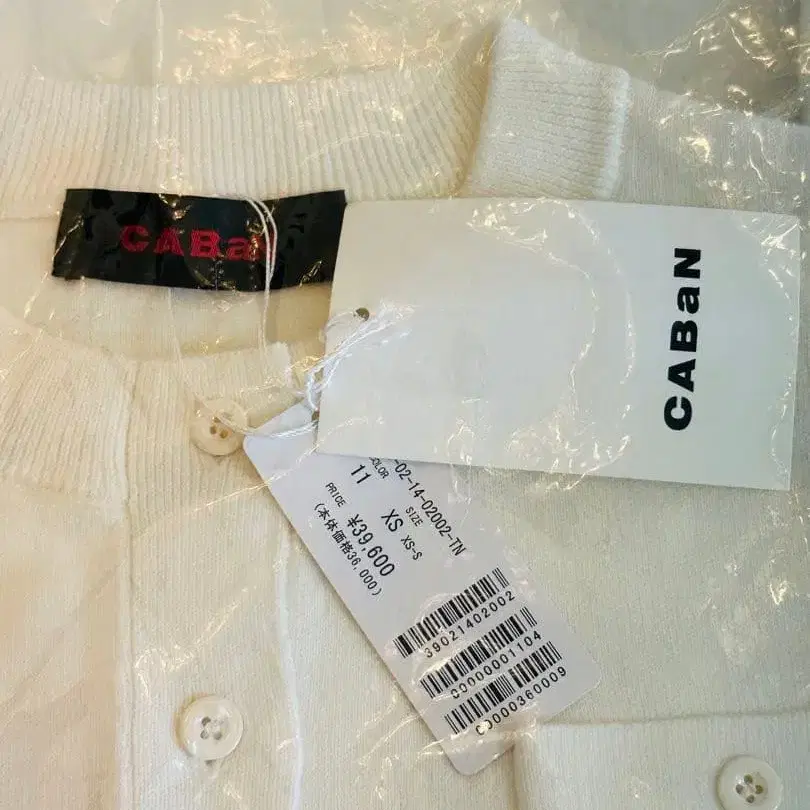 CABaN
CABaN
-02-14-02002-TN
COLOR
SIZE
11
XS
XS-S
PRICE
¥39,600
(本体価格36,000)
39021402002
00000001104
00000360009